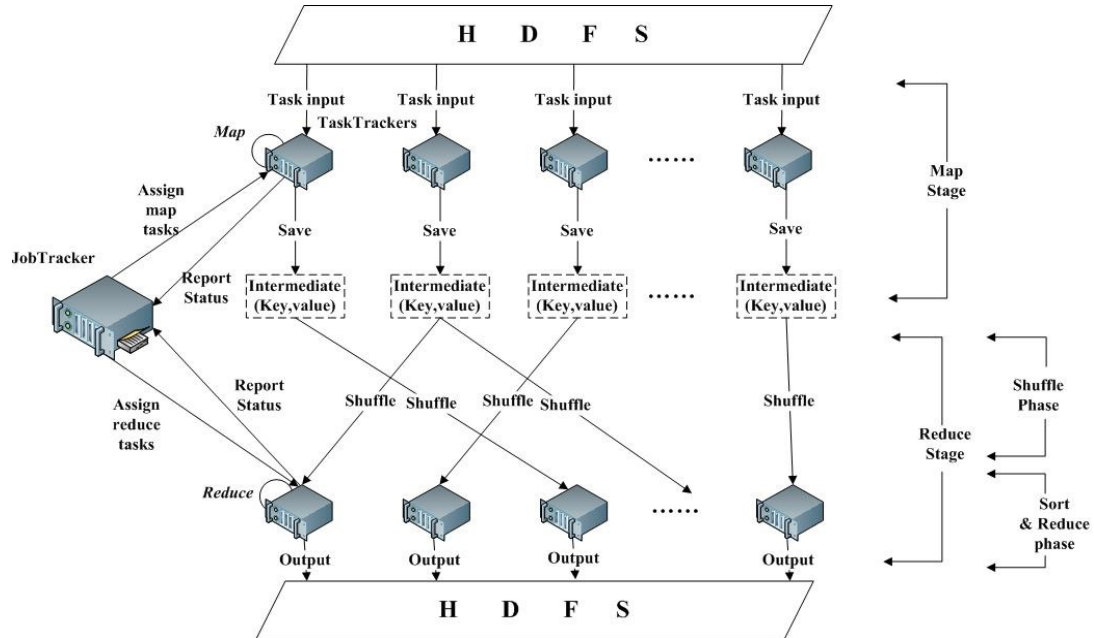 H D F S
Task input Task input Task input Task input
Map
TaskTrackers
......
Assign
map
tasks
Map
Stage
Save Save Save Save
JobTracker
Report
Status
Intermediate
(Key,value)
Intermediate
(Key,value)
Intermediate
(Key,value)
......
Intermediate
(Key,value)
Report
Status
Shuffle Shuffle Shuffle Shuffle Shuffle
Shuffle
Phase
Assign
reduce
tasks
Reduce
Stage
Reduce
......
Sort
& Reduce
phase
Output Output Output Output
H D F S